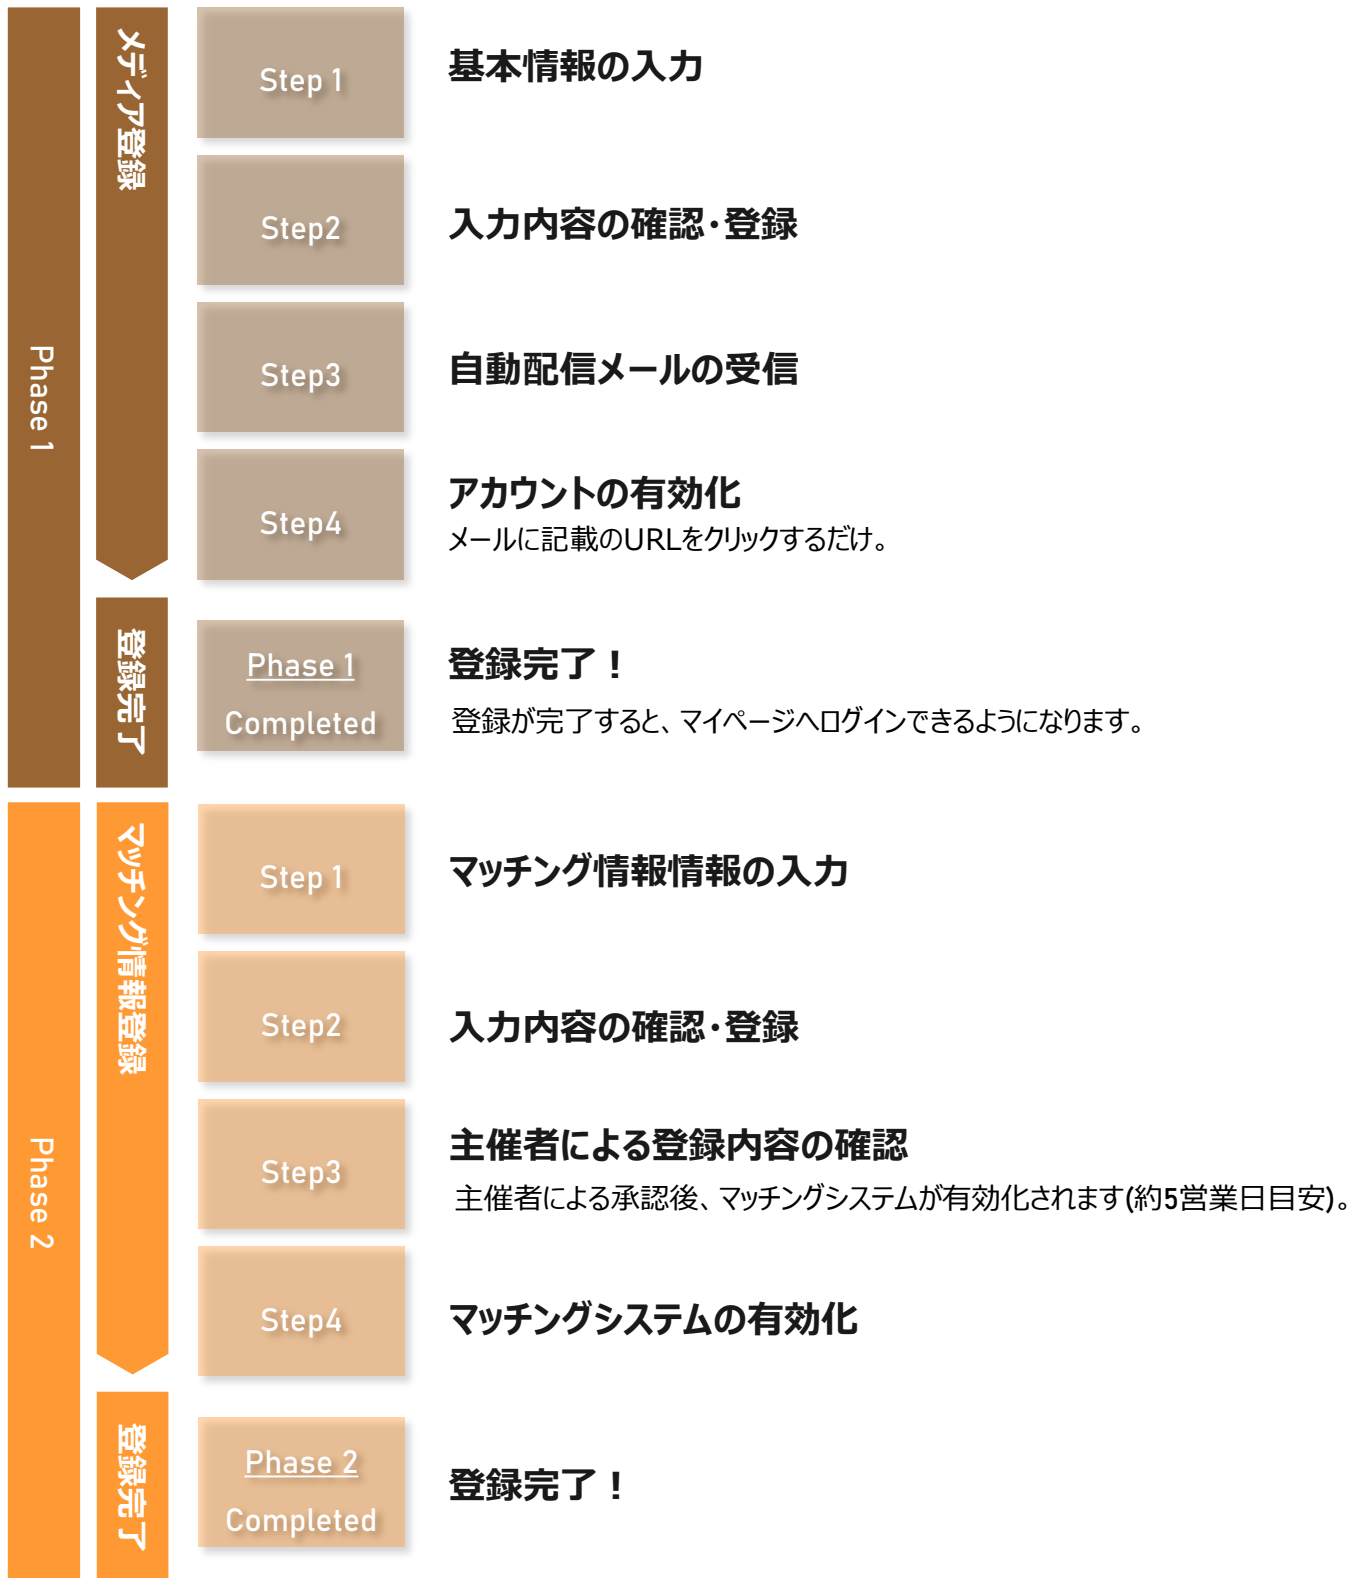 Phase 1
メディア登録
Step 1
基本情報の入力
Step2
入力内容の確認・登録
Step3
自動配信メールの受信
Step4
アカウントの有効化
メールに記載のURLをクリックするだけ。
登録完了
Phase 1
Completed
登録完了！
登録が完了すると、マイページへログインできるようになります。
Phase 2
マッチング情報登録
Step 1
マッチング情報情報の入力
Step2
入力内容の確認・登録
Step3
主催者による登録内容の確認
主催者による承認後、マッチングシステムが有効化されます(約5営業日目安)。
Step4
マッチングシステムの有効化
登録完了
Phase 2
Completed
登録完了！